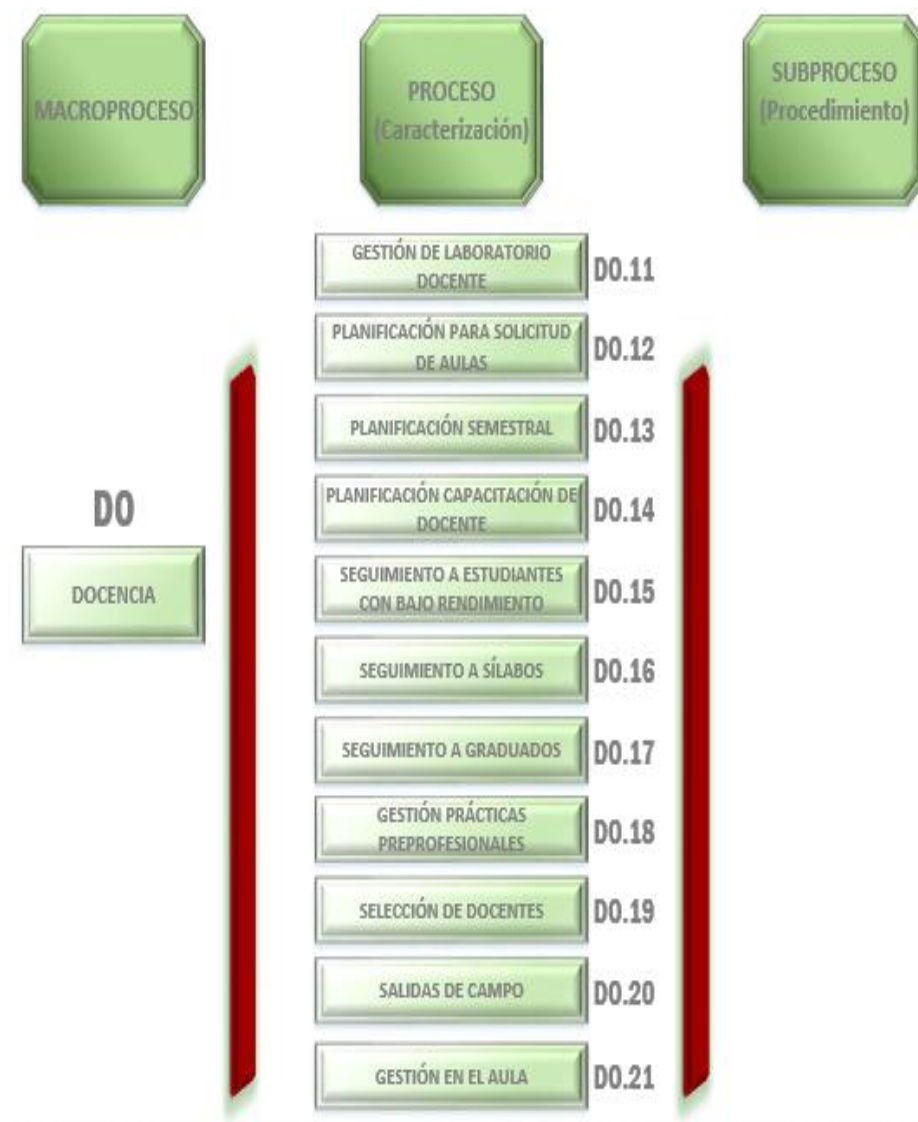 MACROPROCESO
PROCESO
(Caracterización)
SUBPROCESO
(Procedimiento)
GESTIÓN DE LABORATORIO
DOCENTE
DO.11
PLANIFICACIÓN PARA SOLICITUD
DE AULAS
DO.12
PLANIFICACIÓN SEMESTRAL
DO.13
PLANIFICACIÓN CAPACITACIÓN DE
DOCENTE
DO.14
DO
DOCENCIA
SEGUIMIENTO A ESTUDIANTES
CON BAJO RENDIMIENTO
DO.15
SEGUIMIENTO A SÍLABOS
DO.16
SEGUIMIENTO A GRADUADOS
DO.17
GESTIÓN PRÁCTICAS
PREPROFESIONALES
DO.18
SELECCIÓN DE DOCENTES
DO.19
SALIDAS DE CAMPO
DO.20
GESTIÓN EN EL AULA
DO.21